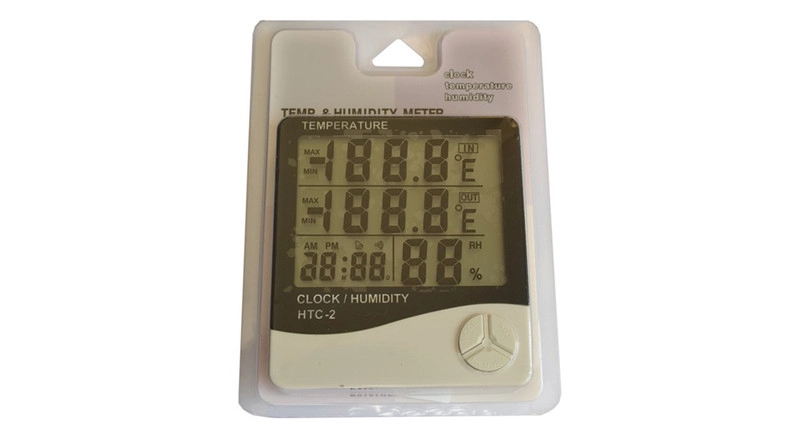 clock
temperature
humidity
TEMP. & HUMIDITY METER
TEMPERATURE
MAX
MIN
-188.8 °E
IN
MAX
MIN
-188.8 °E
OUT
AM PM
RH
28:88
88 %
CLOCK / HUMIDITY
HTC-2